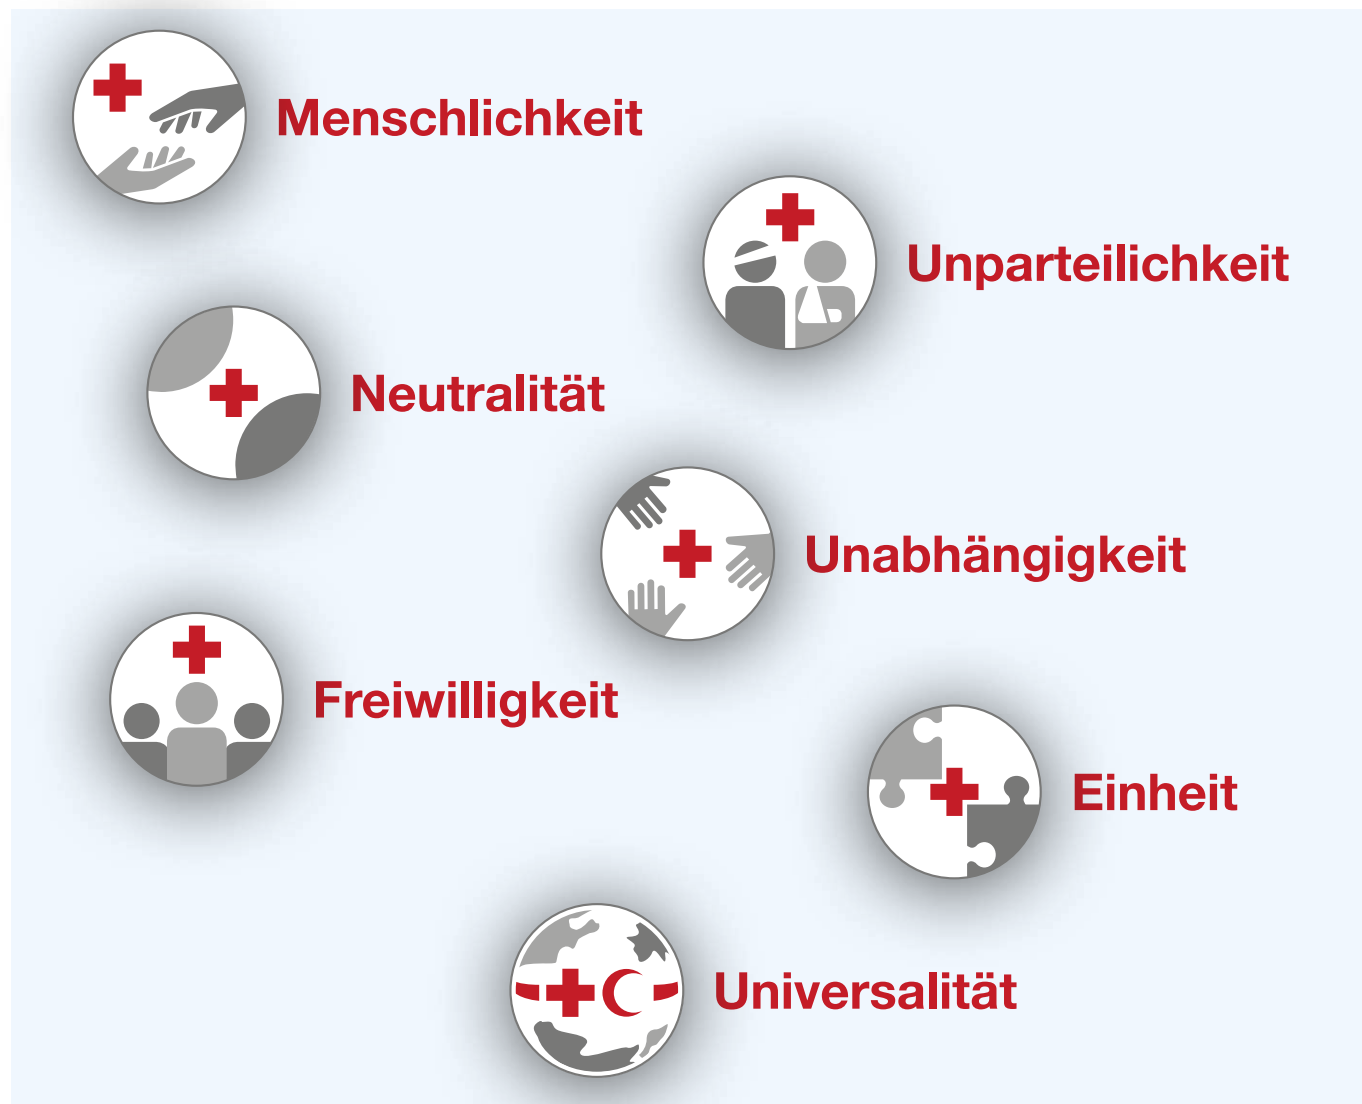 Menschlichkeit
Unparteilichkeit
Neutralität
Unabhängigkeit
Freiwilligkeit
Einheit
Universalität